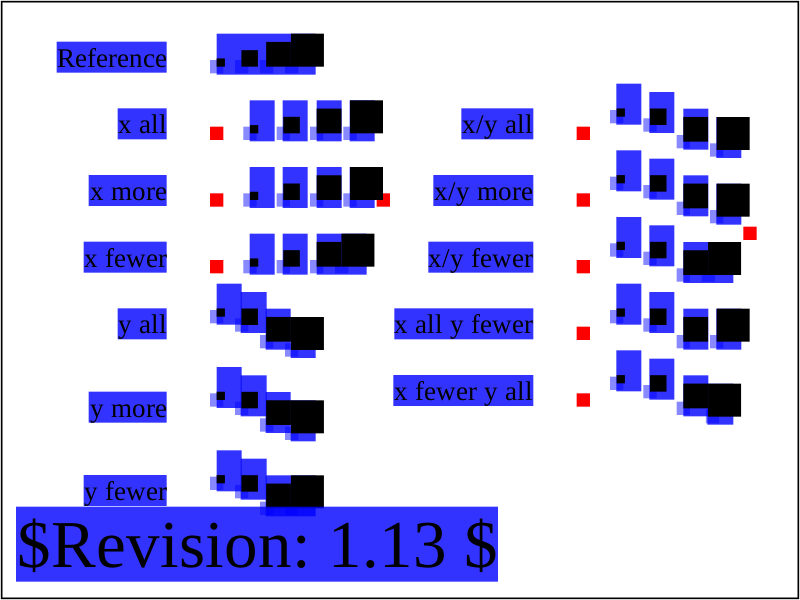 Reference
x all
x/y all
x more
x/y more
x fewer
x/y fewer
y all
x all y fewer
y more
x fewer y all
y fewer
$Revision: 1.13 $